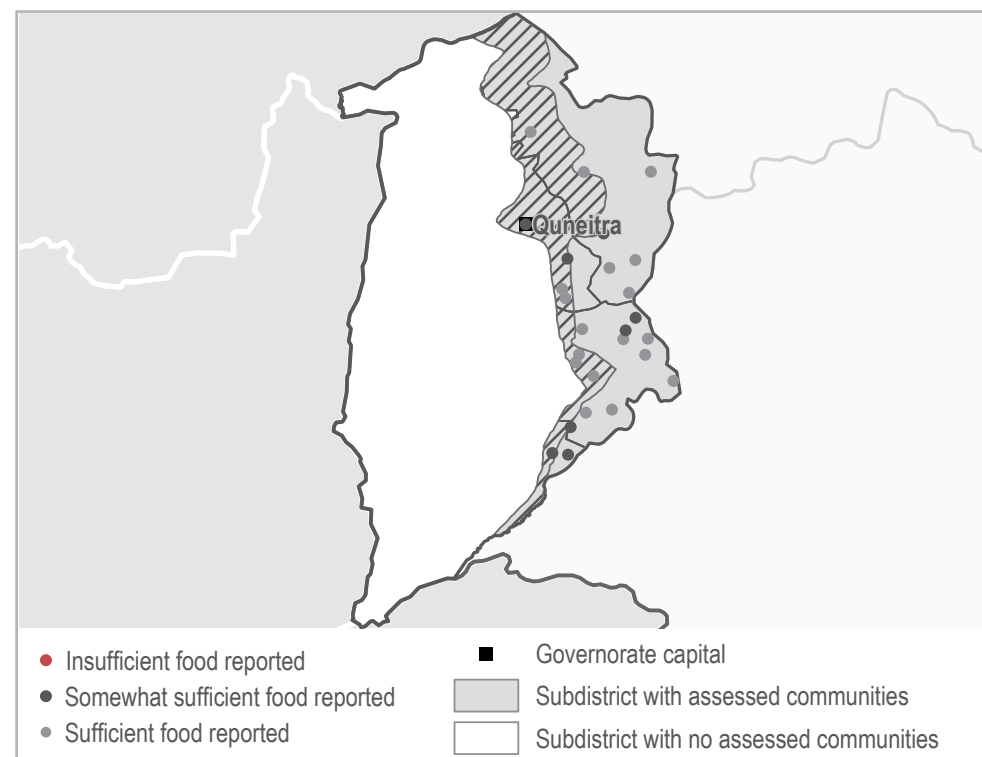 Quneitra
Insufficient food reported
Somewhat sufficient food reported
Sufficient food reported
Governorate capital
Subdistrict with assessed communities
Subdistrict with no assessed communities